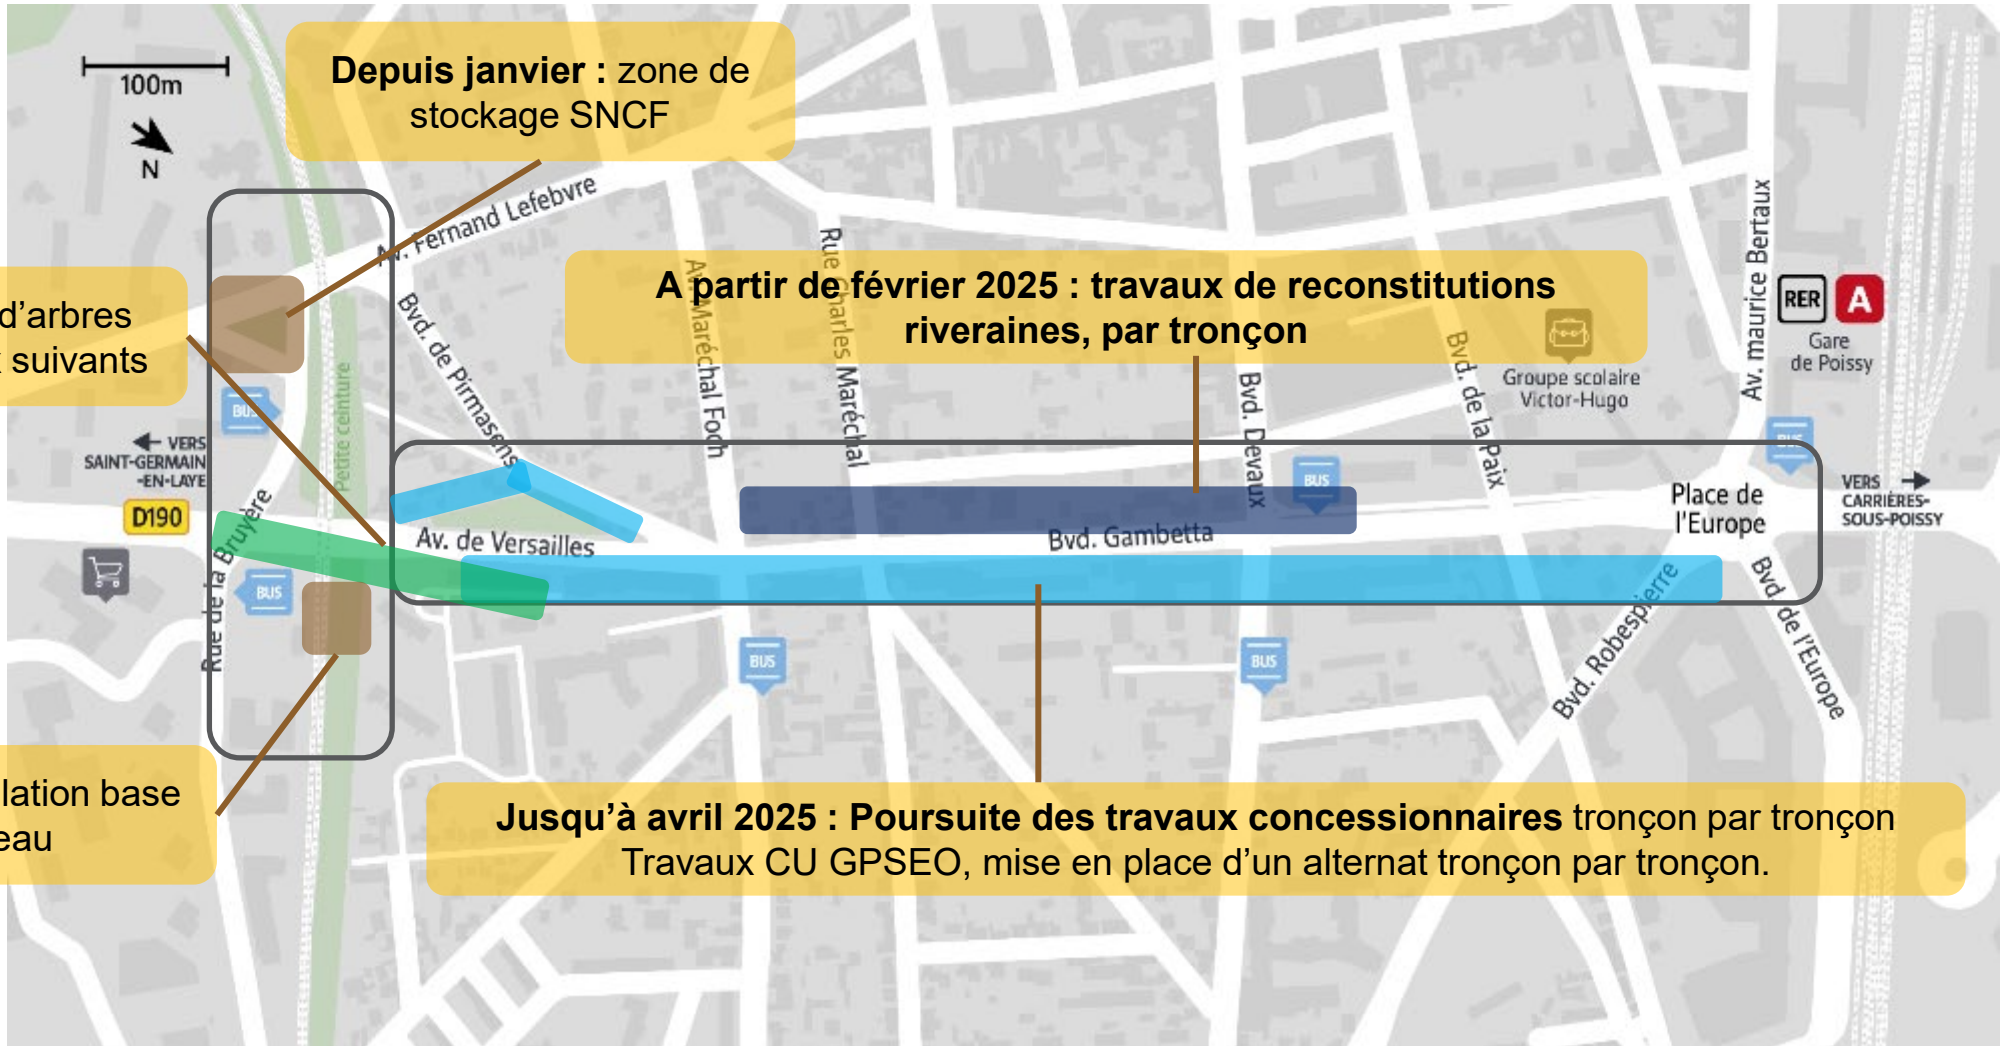 100m
N
Depuis janvier : zone de
stockage SNCF
Av. Fernand Lefebvre
d'arbres
suivants
A partir de février 2025 : travaux de reconstitutions
riveraines, par tronçon
Av. Maréchal Foch
Rue Charles Maréchal
Bvd. de Pirmasens
Petite ceinture
BUS
VERS
SAINT-GERMAIN
-EN-LAYE
D190
Rue de la Bruyère
BUS
Av. de Versailles
Bvd. Gambetta
Bvd. Devaux
BUS
Bvd. de la Paix
Groupe scolaire
Victor-Hugo
Av. maurice Bertaux
RER A
Gare
de Poissy
BUS
Place de
l'Europe
VERS
CARRIÈRES-
SOUS-POISSY
Bvd. Robespierre
Bvd. de l'Europe
BUS
BUS
lation base
eau
Jusqu'à avril 2025 : Poursuite des travaux concessionnaires tronçon par tronçon
Travaux CU GPSEO, mise en place d'un alternat tronçon par tronçon.